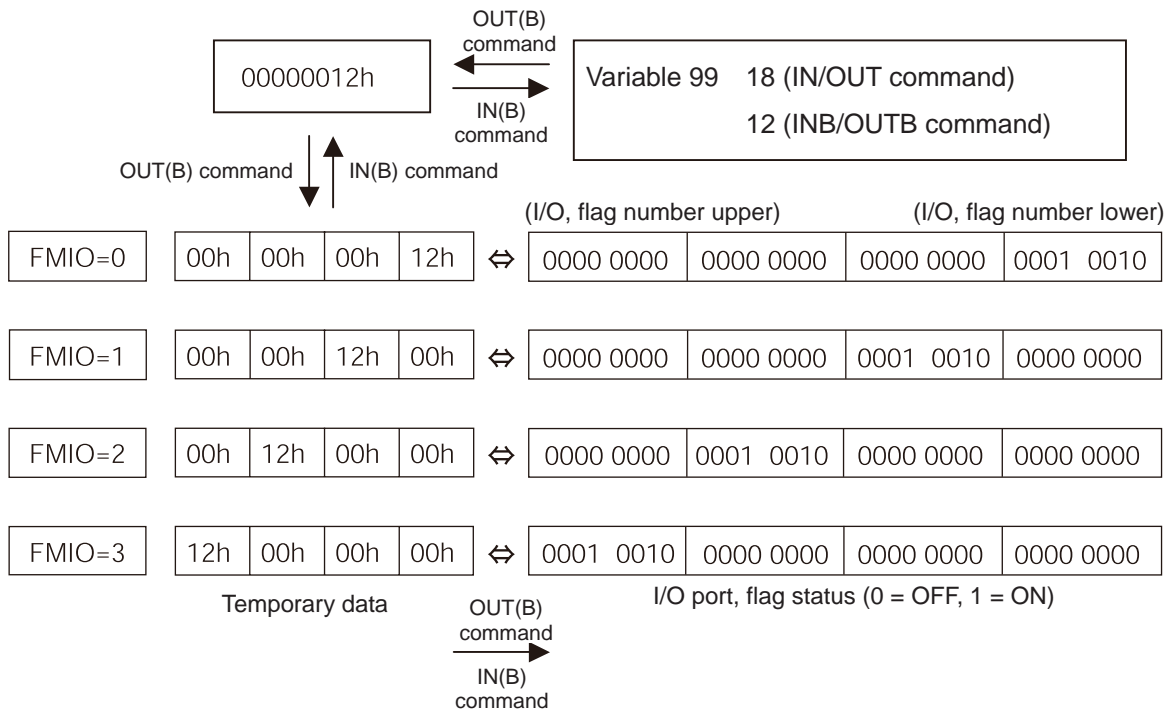 OUT(B)
command
00000012h
Variable 99 18 (IN/OUT command)
IN(B)
command
12 (INB/OUTB command)
OUT(B) command
IN(B) command
(I/O, flag number upper) (I/O, flag number lower)
FMIO=0 00h 00h 00h 12h ⇔ 0000 0000 0000 0000 0000 0000 0001 0010
FMIO=1 00h 00h 12h 00h ⇔ 0000 0000 0000 0000 0001 0010 0000 0000
FMIO=2 00h 12h 00h 00h ⇔ 0000 0000 0001 0010 0000 0000 0000 0000
FMIO=3 12h 00h 00h 00h ⇔ 0001 0010 0000 0000 0000 0000 0000 0000
Temporary data
I/O port, flag status (0 = OFF, 1 = ON)
OUT(B)
command
IN(B)
command